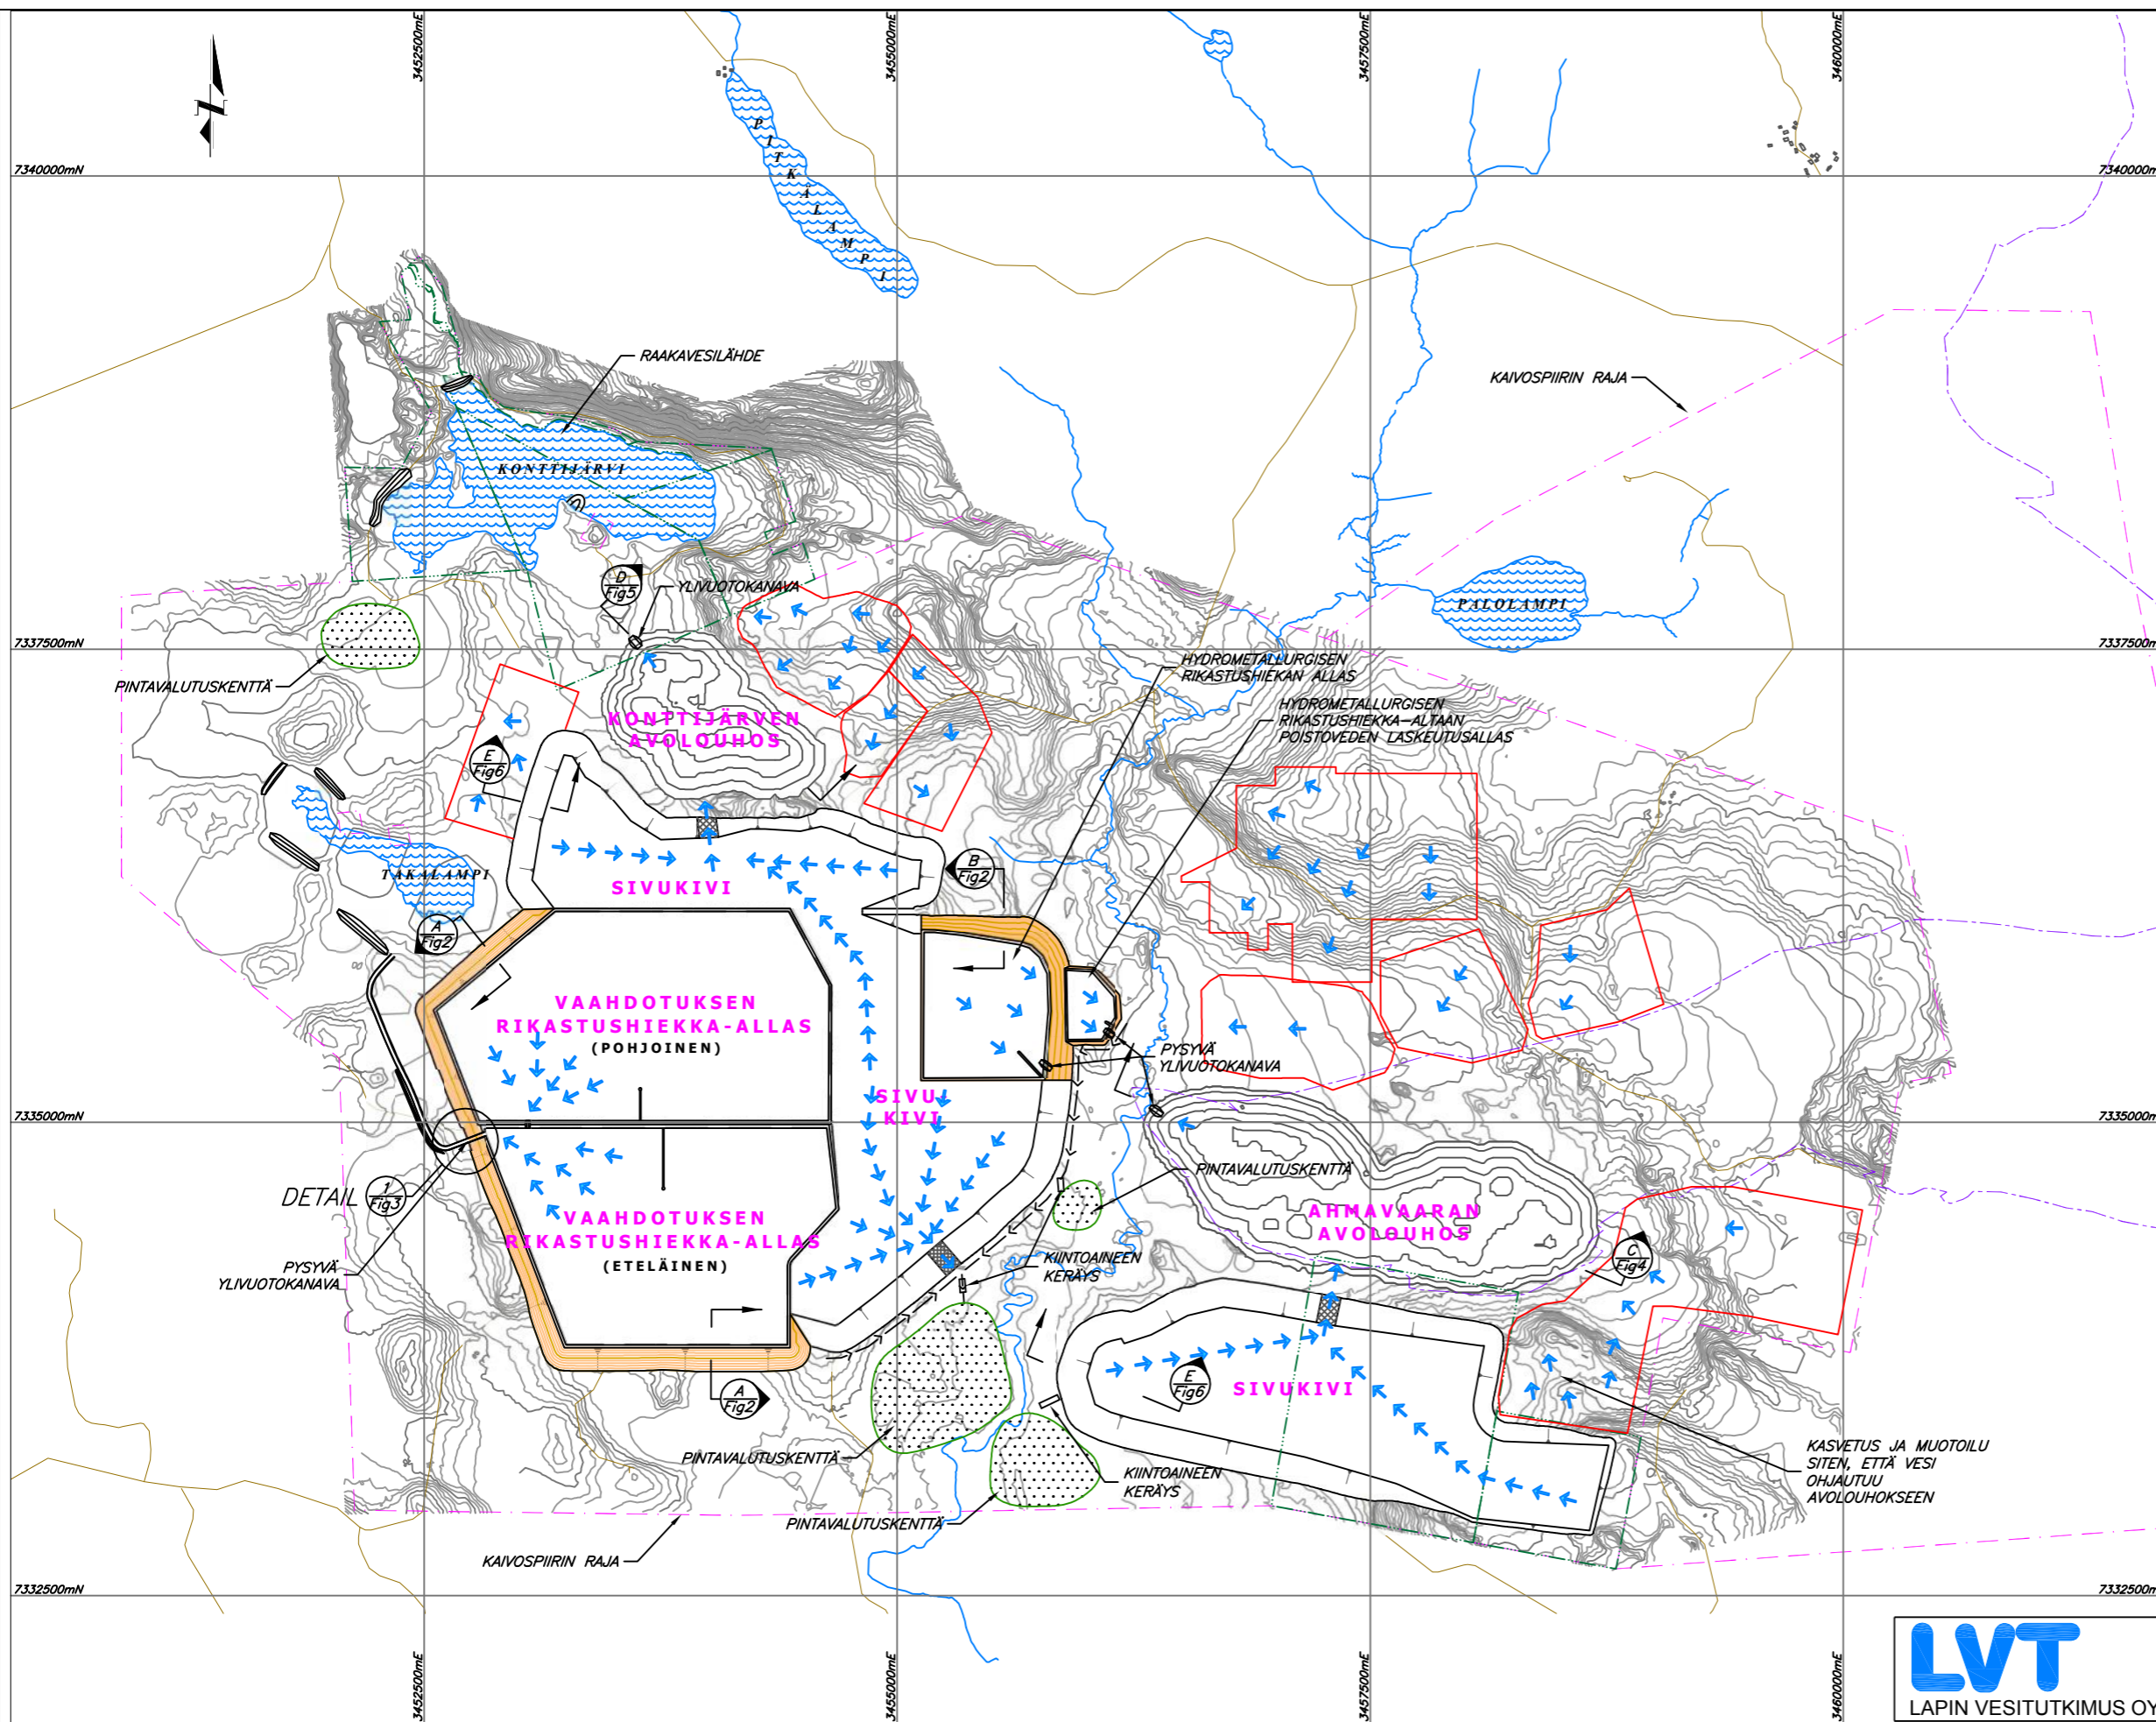 3452500mE
3455000mE
3457500mE
3460000mE
7340000mN
7340000m
PITKÄLAMPI
RAAKAVESILÄHDE
KAIVOSPIIRIN RAJA
KONTTIJÄRVI
D
Fig5
YLIVUOTOKANAVA
PALOLAMPI
7337500mN
7337500m
HYDROMETALLURGISEN
RIKASTUSHIEKAN ALLAS
PINTAVALUTUSKENTTÄ
HYDROMETALLURGISEN
RIKASTUSHIEKKA-ALTAAN
POISTOVEDEN LASKEUTUSALLAS
KONTTIJÄRVEN
AVOLOUHOS
E
Fig6
B
Fig2
TAKALAMPI
SIVUKIVI
A
Fig2
VAAHDOTUKSEN
RIKASTUSHIEKKA-ALLAS
(POHJOINEN)
PYSYVÄ
YLIVUOTOKANAVA
SIVU
KIVI
7335000mN
7335000m
PINTAVALUTUSKENTTÄ
DETAIL
1
Fig3
VAAHDOTUKSEN
RIKASTUSHIEKKA-ALLAS
(ETELÄINEN)
AHMAVAARAN
AVOLOUHOS
C
Fig4
KIINTOAINEEN
KERÄYS
PYSYVÄ
YLIVUOTOKANAVA
E
Fig6
SIVUKIVI
A
Fig2
KASVETUS JA MUOTOILU
SITEN, ETTÄ VESI
OHJAUTUU
AVOLOUHOKSEEN
PINTAVALUTUSKENTTÄ
KIINTOAINEEN
KERÄYS
PINTAVALUTUSKENTTÄ
KAIVOSPIIRIN RAJA
7332500mN
7332500m
3452500mE
3455000mE
3457500mE
3460000mE
LVT
LAPIN VESITUTKIMUS OY